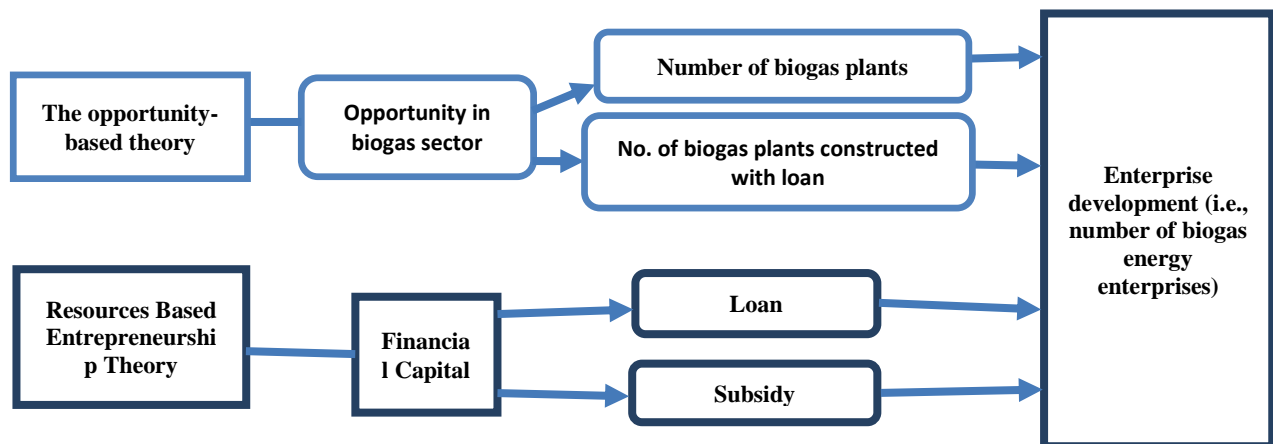 The opportunity-
based theory
Opportunity in
biogas sector
Number of biogas plants
No. of biogas plants constructed
with loan
Resources Based
Entrepreneurshi
p Theory
Financia
l Capital
Loan
Subsidy
Enterprise
development (i.e.,
number of biogas
energy
enterprises)